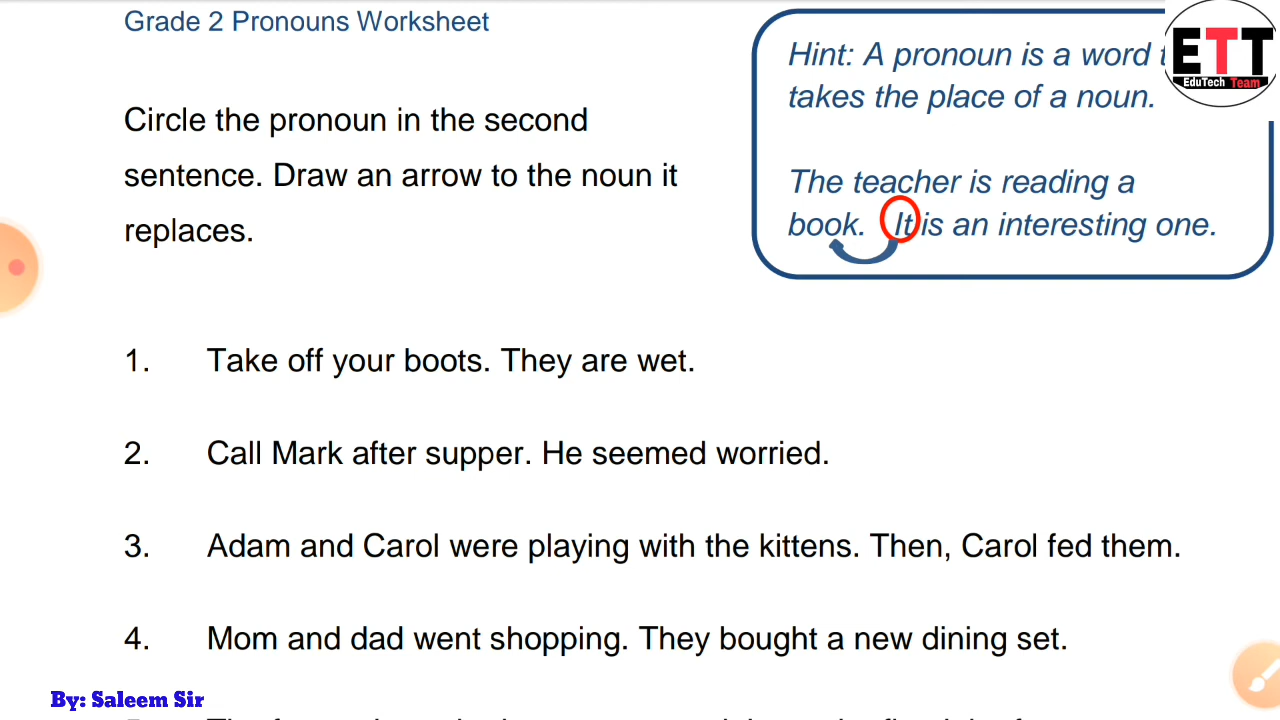 Grade 2 Pronouns Worksheet
Circle the pronoun in the second
sentence. Draw an arrow to the noun it
replaces.
Hint: A pronoun is a word
takes the place of a noun.
The teacher is reading a
book. It is an interesting one.
ETT
EduTech Team
1. Take off your boots. They are wet.
2. Call Mark after supper. He seemed worried.
3. Adam and Carol were playing with the kittens. Then, Carol fed them.
4. Mom and dad went shopping. They bought a new dining set.
By: Saleem Sir